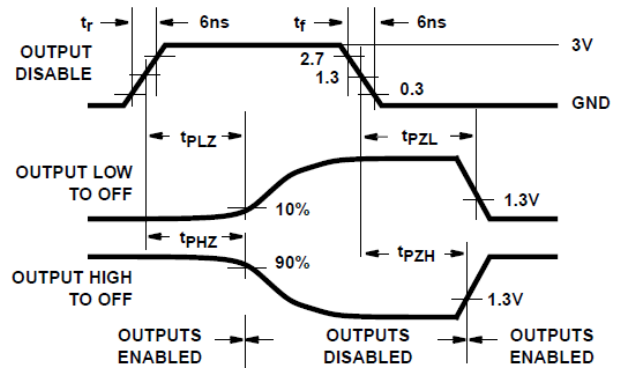 tr 6ns tf 6ns
OUTPUT
DISABLE
3V
2.7
1.3
0.3
GND
tPLZ tPZL
OUTPUT LOW
TO OFF
10%
1.3V
tPHZ
90%
tPZH
OUTPUT HIGH
TO OFF
1.3V
OUTPUTS
ENABLED
OUTPUTS
DISABLED
OUTPUTS
ENABLED